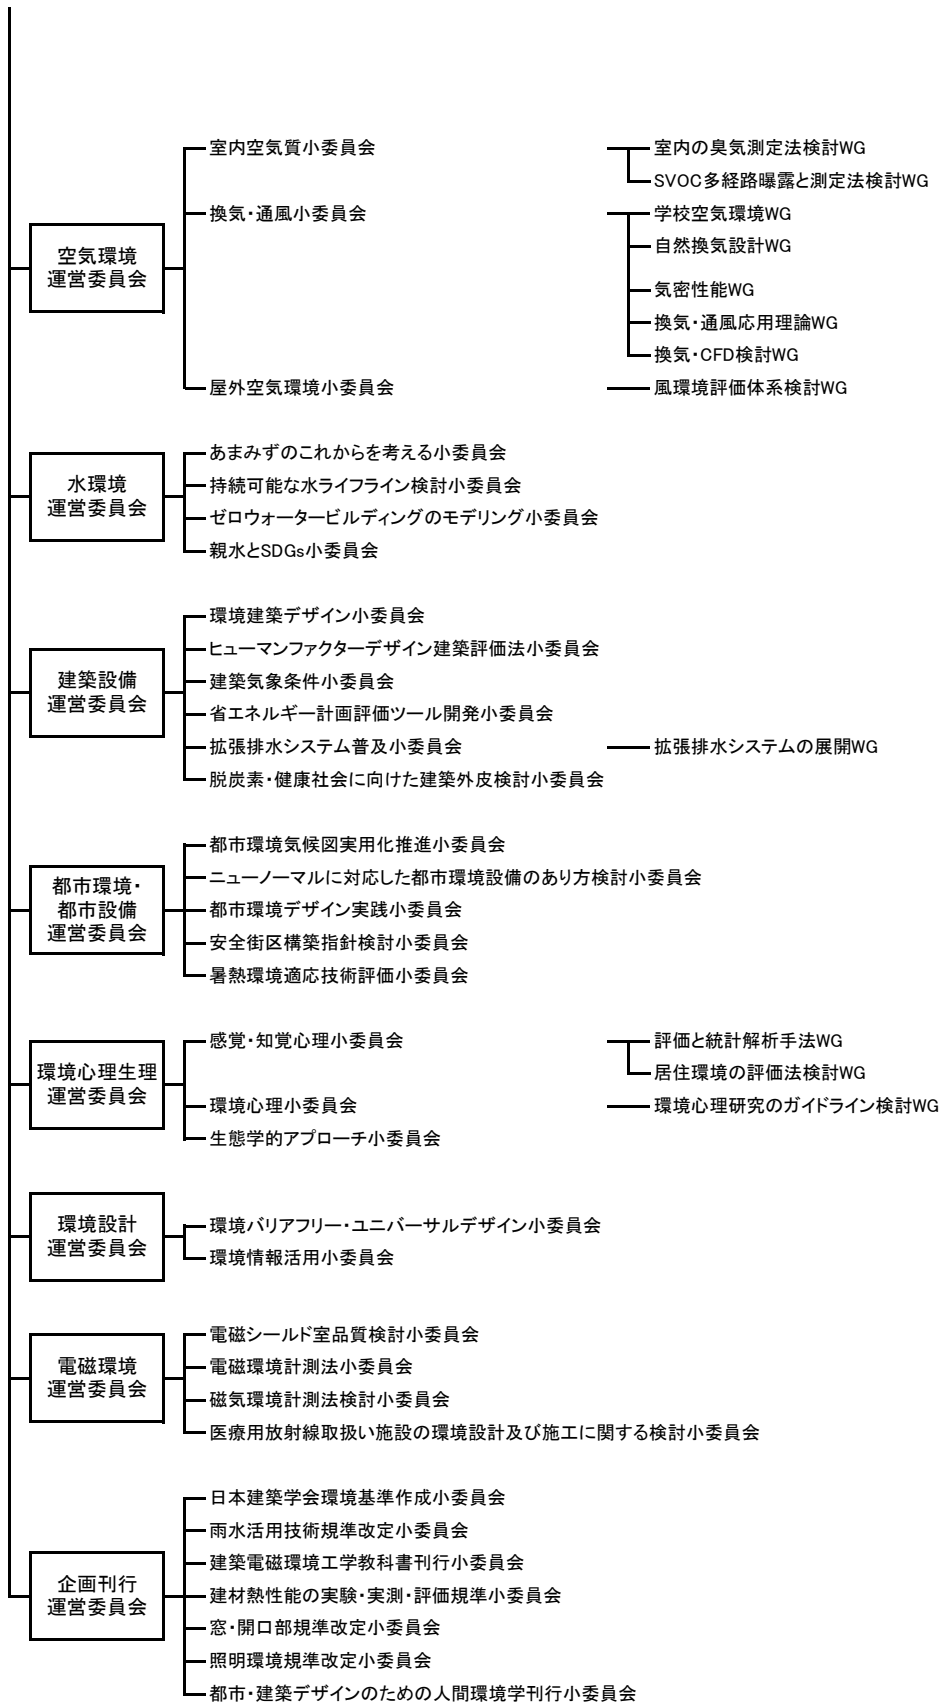 室内空気質小委員会
室内の臭気測定法検討WG
SVOC多経路曝露と測定法検討WG
換気・通風小委員会
学校空気環境WG
自然換気設計WG
空気環境
運営委員会
気密性能WG
換気・通風応用理論WG
換気・CFD検討WG
屋外空気環境小委員会
風環境評価体系検討WG
水環境
運営委員会
あまみずのこれからを考える小委員会
持続可能な水ライフライン検討小委員会
ゼロウォータービルディングのモデリング小委員会
親水とSDGs小委員会
建築設備
運営委員会
環境建築デザイン小委員会
ヒューマンファクターデザイン建築評価法小委員会
建築気象条件小委員会
省エネルギー計画評価ツール開発小委員会
拡張排水システム普及小委員会
拡張排水システムの展開WG
脱炭素・健康社会に向けた建築外皮検討小委員会
都市環境・
都市設備
運営委員会
都市環境気候図実用化推進小委員会
ニューノーマルに対応した都市環境設備のあり方検討小委員会
都市環境デザイン実践小委員会
安全街区構築指針検討小委員会
暑熱環境適応技術評価小委員会
環境心理生理
運営委員会
感覚・知覚心理小委員会
評価と統計解析手法WG
居住環境の評価法検討WG
環境心理小委員会
環境心理研究のガイドライン検討WG
生態学的アプローチ小委員会
環境設計
運営委員会
環境バリアフリー・ユニバーサルデザイン小委員会
環境情報活用小委員会
電磁環境
運営委員会
電磁シールド室品質検討小委員会
電磁環境計測法小委員会
磁気環境計測法検討小委員会
医療用放射線取扱い施設の環境設計及び施工に関する検討小委員会
企画刊行
運営委員会
日本建築学会環境基準作成小委員会
雨水活用技術規準改定小委員会
建築電磁環境工学教科書刊行小委員会
建材熱性能の実験・実測・評価規準小委員会
窓・開口部規準改定小委員会
照明環境規準改定小委員会
都市・建築デザインのための人間環境学刊行小委員会